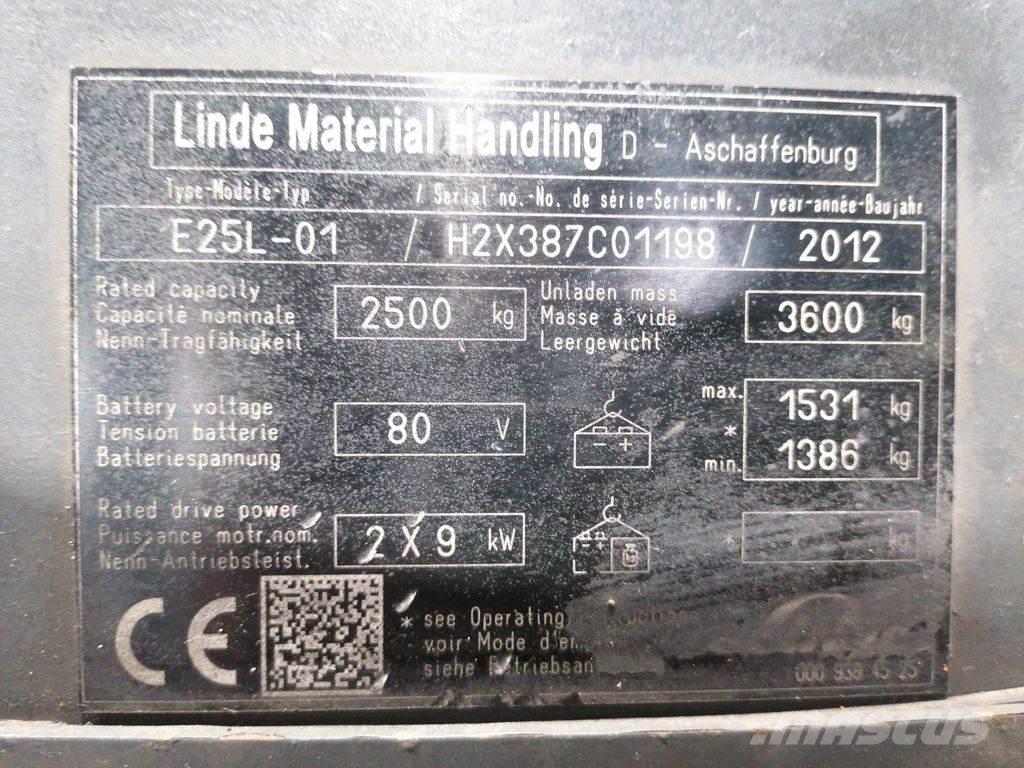 Linde Material Handling D - Aschaffenburg
Type-Modèle-Typ / Serial no.-No. de série-Serien-Nr. / year-année-Baujahr
E25L-01 / H2X387C01198 / 2012
Rated capacity
Capacité nominale
Nenn-Tragfähigkeit
2500 kg
Unladen mass
Masse à vide
Leergewicht
3600 kg
Battery voltage
Tension batterie
Batteriespannung
80 V
- +
max. 1531 kg
*
min. 1386 kg
Rated drive power
Puissance motr.nom.
Nenn-Antriebsleist.
2 X 9 kW
* kg
CE
* see Operating
voir Mode
siehe
000 938 45 25
mascus